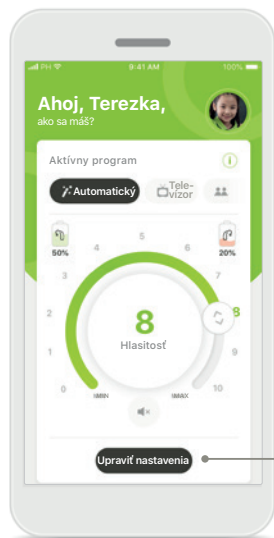 PH
9:41 AM
100%
Ahoj, Terezka,
ako sa máš?
Aktívny program
i
Automatický
Tele-
vízor
50%
20%
5
4
6
3
7
2
8
1
9
0
10
8
Hlasitosť
MIN
MAX
Upraviť nastavenia